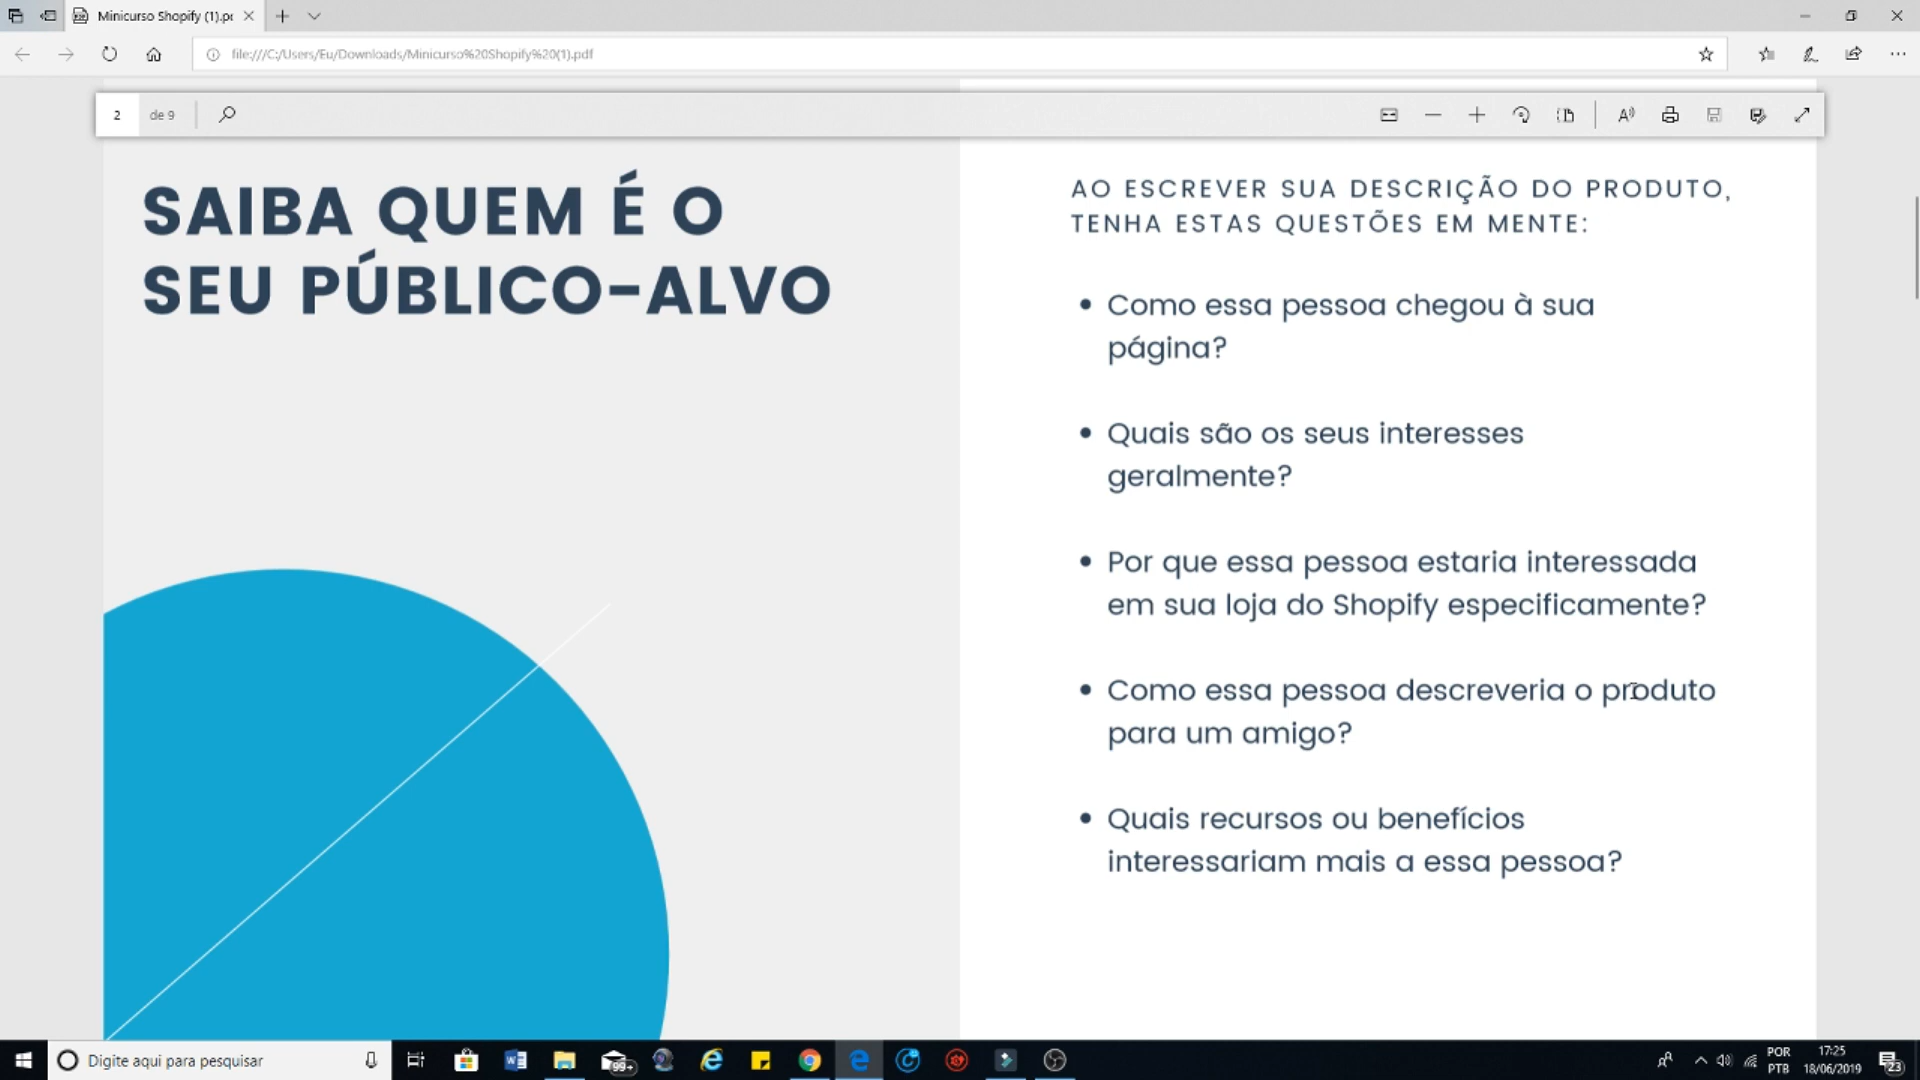 Minicurso Shopify (1).pd
file:///C:/Users/Eu/Downloads/Minicurso%20Shopify%20(1).pdf
2 de 9
SAIBA QUEM É O
SEU PÚBLICO-ALVO
AO ESCREVER SUA DESCRIÇÃO DO PRODUTO,
TENHA ESTAS QUESTÕES EM MENTE:
• Como essa pessoa chegou à sua
página?
• Quais são os seus interesses
geralmente?
• Por que essa pessoa estaria interessada
em sua loja do Shopify especificamente?
• Como essa pessoa descreveria o produto
para um amigo?
• Quais recursos ou benefícios
interessariam mais a essa pessoa?
Digite aqui para pesquisar
99+
POR
PTB
17:25
18/06/2019
23